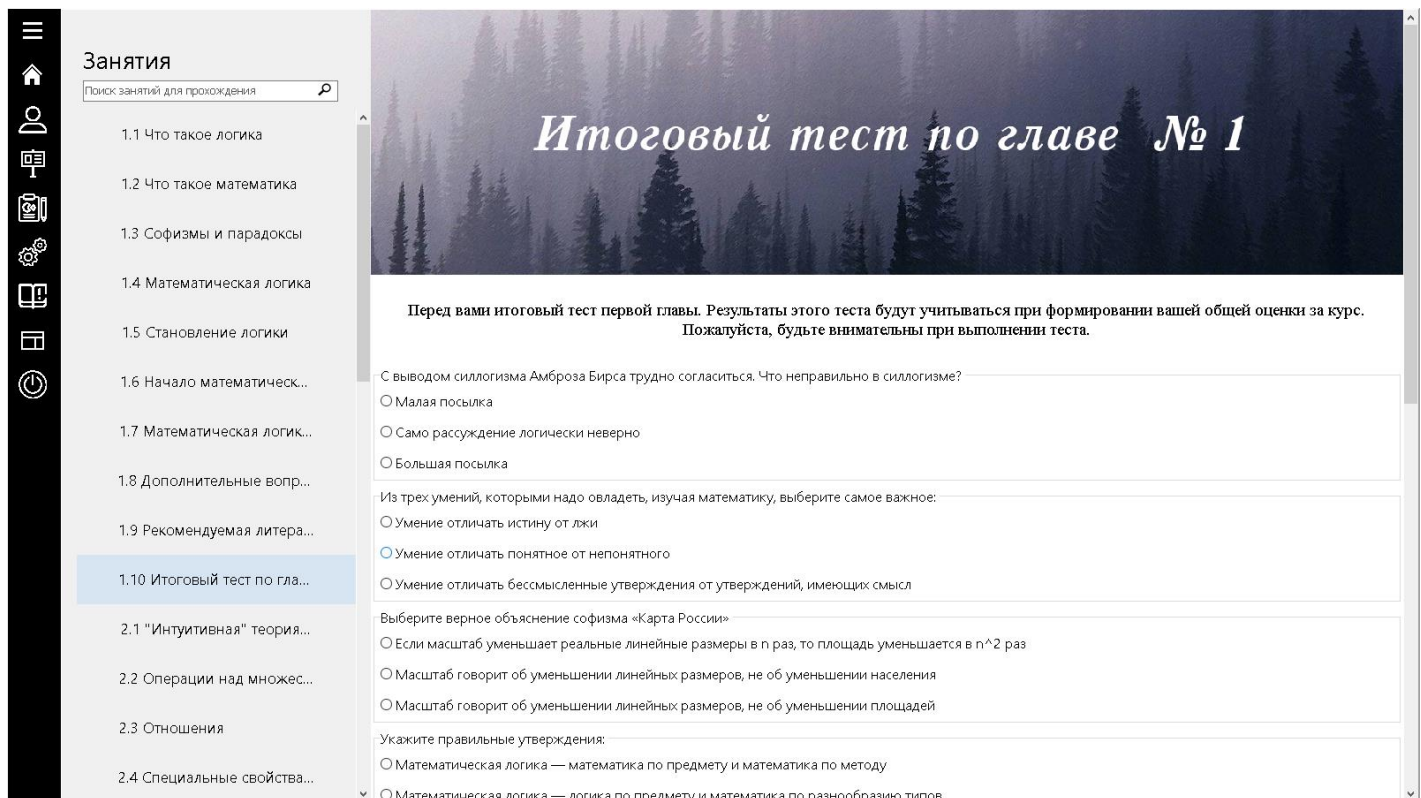 Занятия
Поиск занятий для прохождения
1.1 Что такое логика
1.2 Что такое математика
1.3 Софизмы и парадоксы
1.4 Математическая логика
1.5 Становление логики
1.6 Начало математическ...
1.7 Математическая логик...
1.8 Дополнительные вопр...
1.9 Рекомендуемая литера...
1.10 Итоговый тест по гла...
2.1 "Интуитивная" теория...
2.2 Операции над множес...
2.3 Отношения
2.4 Специальные свойства...
Итоговый тест по главе № 1
Перед вами итоговый тест первой главы. Результаты этого теста будут учитываться при формировании вашей общей оценки за курс.
Пожалуйста, будьте внимательны при выполнении теста.
С выводом силлогизма Амброза Бирса трудно согласиться. Что неправильно в силлогизме?
Малая посылка
Само рассуждение логически неверно
Большая посылка
Из трех умений, которыми надо овладеть, изучая математику, выберите самое важное:
Умение отличать истину от лжи
Умение отличать понятное от непонятного
Умение отличать бессмысленные утверждения от утверждений, имеющих смысл
Выберите верное объяснение софизма «Карта России»
Если масштаб уменьшает реальные линейные размеры в n раз, то площадь уменьшается в n^2 раз
Масштаб говорит об уменьшении линейных размеров, не об уменьшении населения
Масштаб говорит об уменьшении линейных размеров, не об уменьшении площадей
Укажите правильные утверждения:
Математическая логика — математика по предмету и математика по методу
Математическая логика — логика по предмету и математика по разнообразию типов